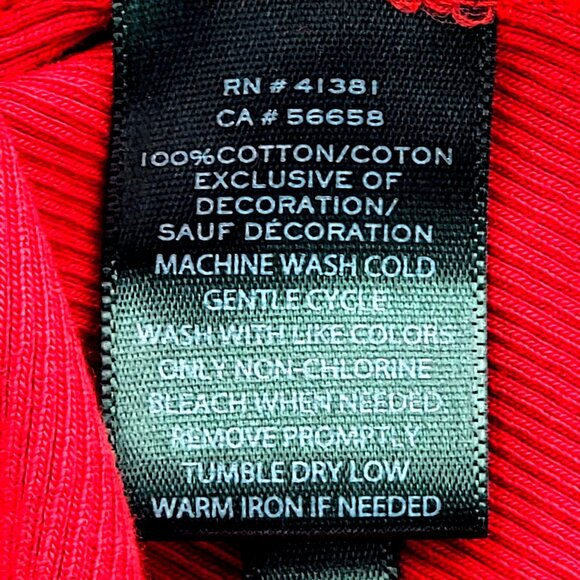 RN # 41381
CA # 56658
100%COTTON/COTON
EXCLUSIVE OF
DECORATION/
SAUF DÉCORATION
MACHINE WASH COLD
GENTLE CYCLE
WASH WITH LIKE COLORS
ONLY NON-CHLORINE
BLEACH WHEN NEEDED
REMOVE PROMPTLY
TUMBLE DRY LOW
WARM IRON IF NEEDED